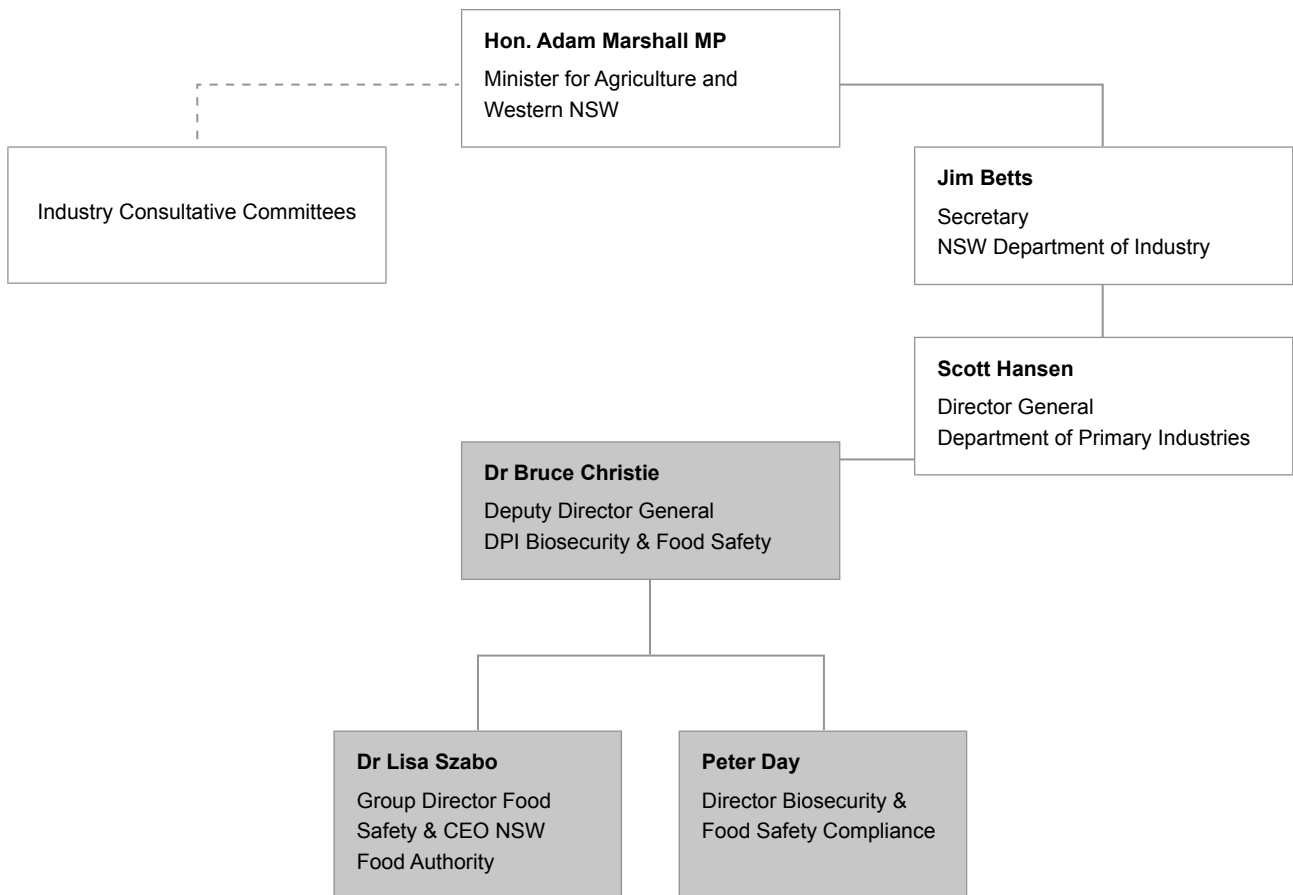 Hon. Adam Marshall MP
Minister for Agriculture and
Western NSW
Industry Consultative Committees
Jim Betts
Secretary
NSW Department of Industry
Scott Hansen
Director General
Department of Primary Industries
Dr Bruce Christie
Deputy Director General
DPI Biosecurity & Food Safety
Dr Lisa Szabo
Group Director Food
Safety & CEO NSW
Food Authority
Peter Day
Director Biosecurity &
Food Safety Compliance